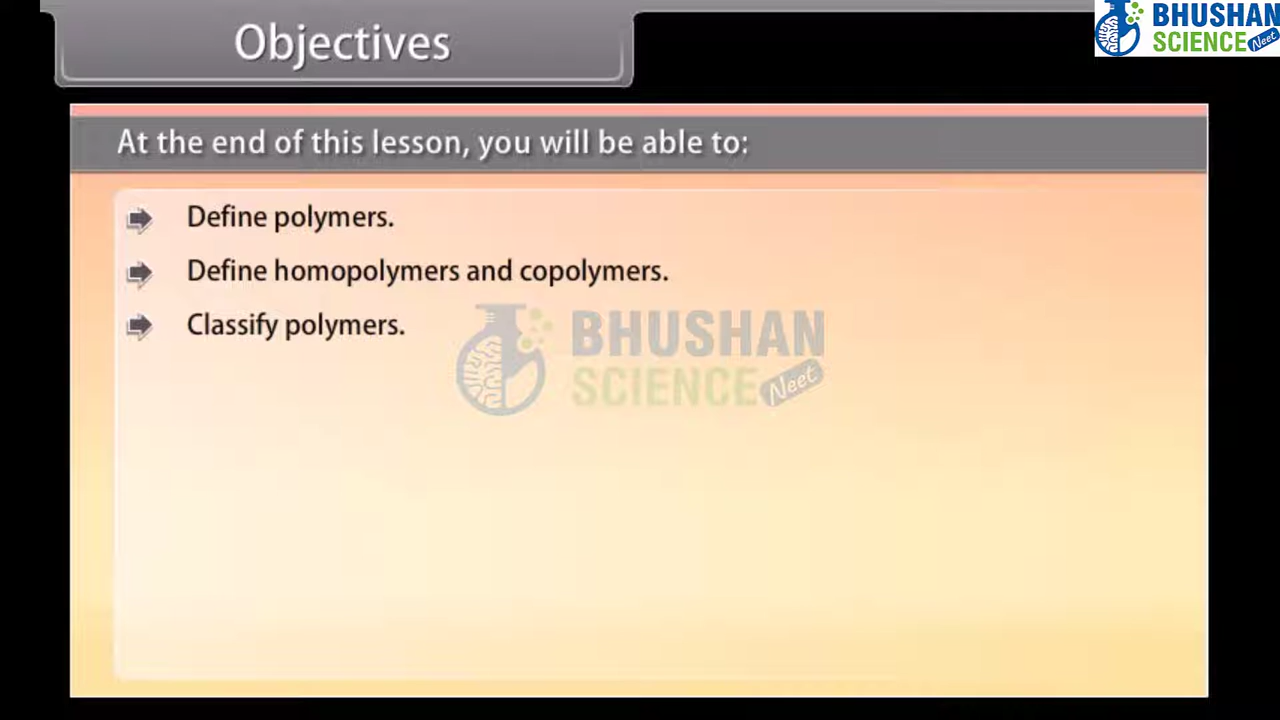 Objectives
BHUSHAN
SCIENCE Neet
At the end of this lesson, you will be able to:
Define polymers.
Define homopolymers and copolymers.
Classify polymers.
BHUSHAN
SCIENCE Neet